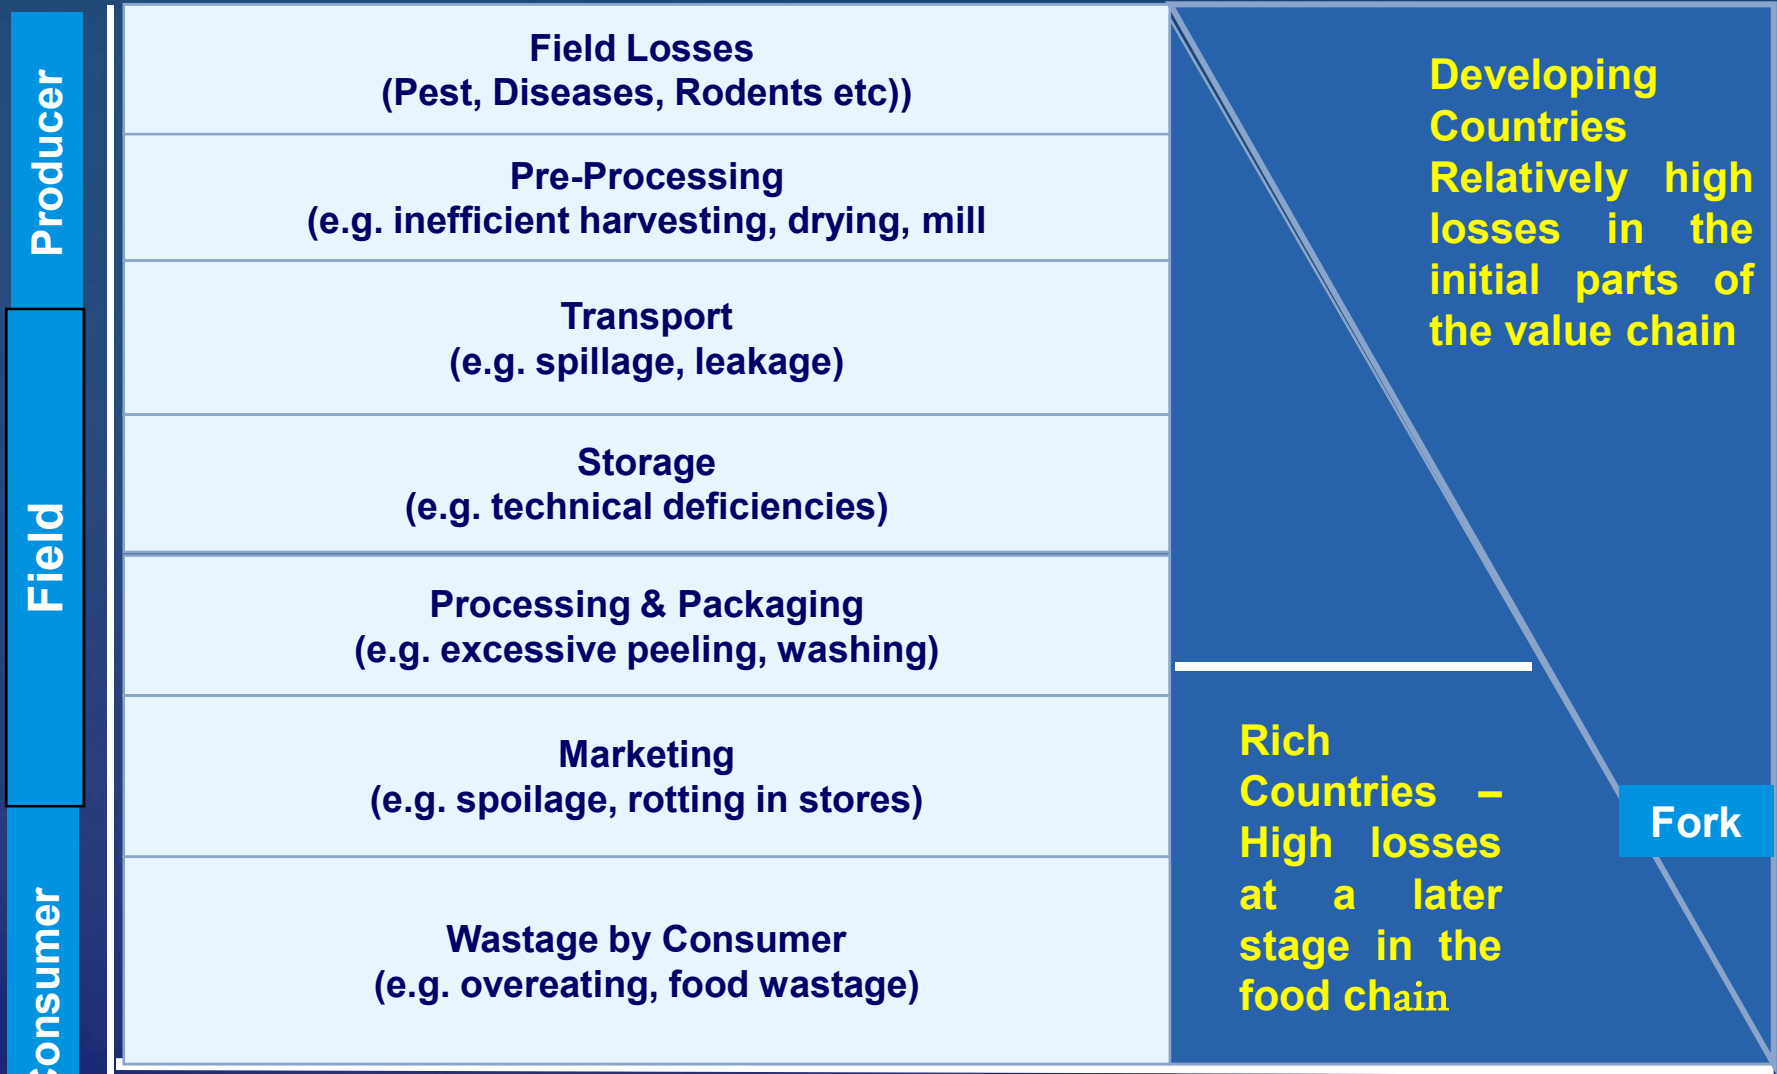 Producer
Field
Consumer
Field Losses
(Pest, Diseases, Rodents etc))
Pre-Processing
(e.g. inefficient harvesting, drying, mill
Transport
(e.g. spillage, leakage)
Storage
(e.g. technical deficiencies)
Processing & Packaging
(e.g. excessive peeling, washing)
Marketing
(e.g. spoilage, rotting in stores)
Wastage by Consumer
(e.g. overeating, food wastage)
Developing
Countries
Relatively high
losses in the
initial parts of
the value chain
Rich
Countries –
High losses
at a later
stage in the
food chain
Fork